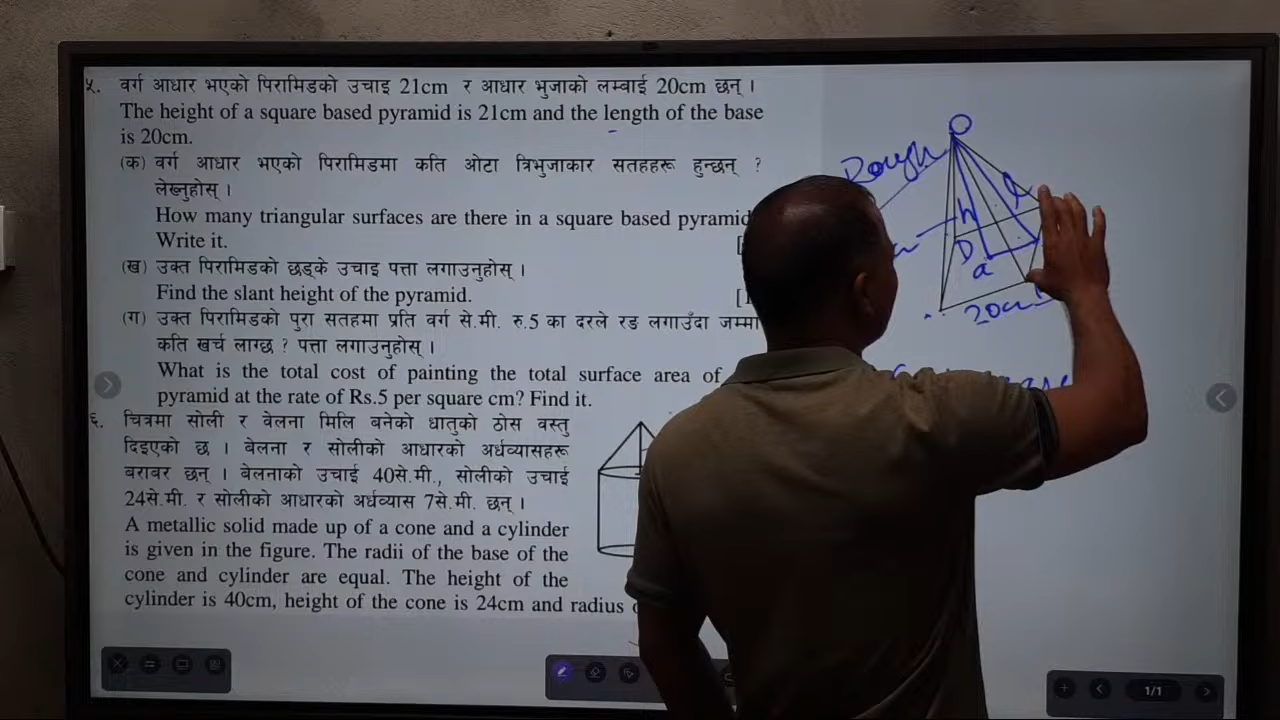 ५. वर्ग आधार भएको पिरामिडको उचाइ 21cm र आधार भुजाको लम्बाई 20cm छन् ।
The height of a square based pyramid is 21cm and the length of the base
is 20cm.
(क) वर्ग आधार भएको पिरामिडमा कति ओटा त्रिभुजाकार सतहहरू हुन्छन् ?
लेख्नुहोस् ।
How many triangular surfaces are there in a square based pyramid
Write it.
(ख) उक्त पिरामिडको छड्के उचाइ पत्ता लगाउनुहोस् ।
Find the slant height of the pyramid.
(ग) उक्त पिरामिडको पुरा सतहमा प्रति वर्ग से.मी. रु.5 का दरले रङ लगाउँदा जम्मा
कति खर्च लाग्छ ? पत्ता लगाउनुहोस् ।
What is the total cost of painting the total surface area of
pyramid at the rate of Rs.5 per square cm? Find it.
६. चित्रमा सोली र बेलना मिलि बनेको धातुको ठोस वस्तु
दिइएको छ । बेलना र सोलीको आधारको अर्धव्यासहरू
बराबर छन् । बेलनाको उचाई 40से.मी., सोलीको उचाई
24से.मी. र सोलीको आधारको अर्धव्यास 7से.मी. छन् ।
A metallic solid made up of a cone and a cylinder
is given in the figure. The radii of the base of the
cone and cylinder are equal. The height of the
cylinder is 40cm, height of the cone is 24cm and radius
Rough
O
h
l
D
a
20cm
1/1